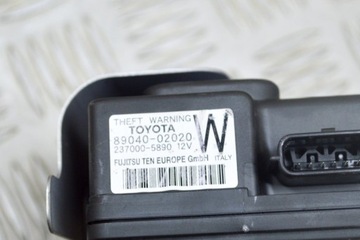 THEFT WARNING
TOYOTA
89040-02020
237000-5890 12V
W
FUJITSU TEN EUROPE GmbH ITALY